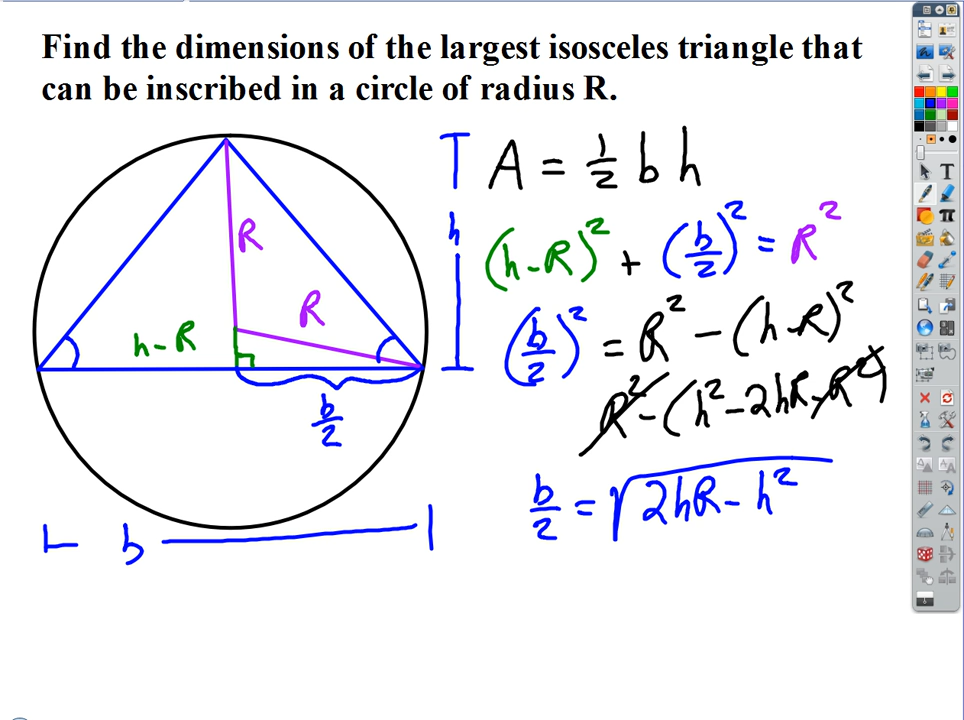 Find the dimensions of the largest isosceles triangle that
can be inscribed in a circle of radius R.
A = 1/2 b h
h
(h - R)² + (b/2)² = R²
R
R
h - R
(b/2)² = R² - (h - R)²
R² - (h² - 2hR + R²)
b/2
b/2 = √(2hR - h²)
b
T